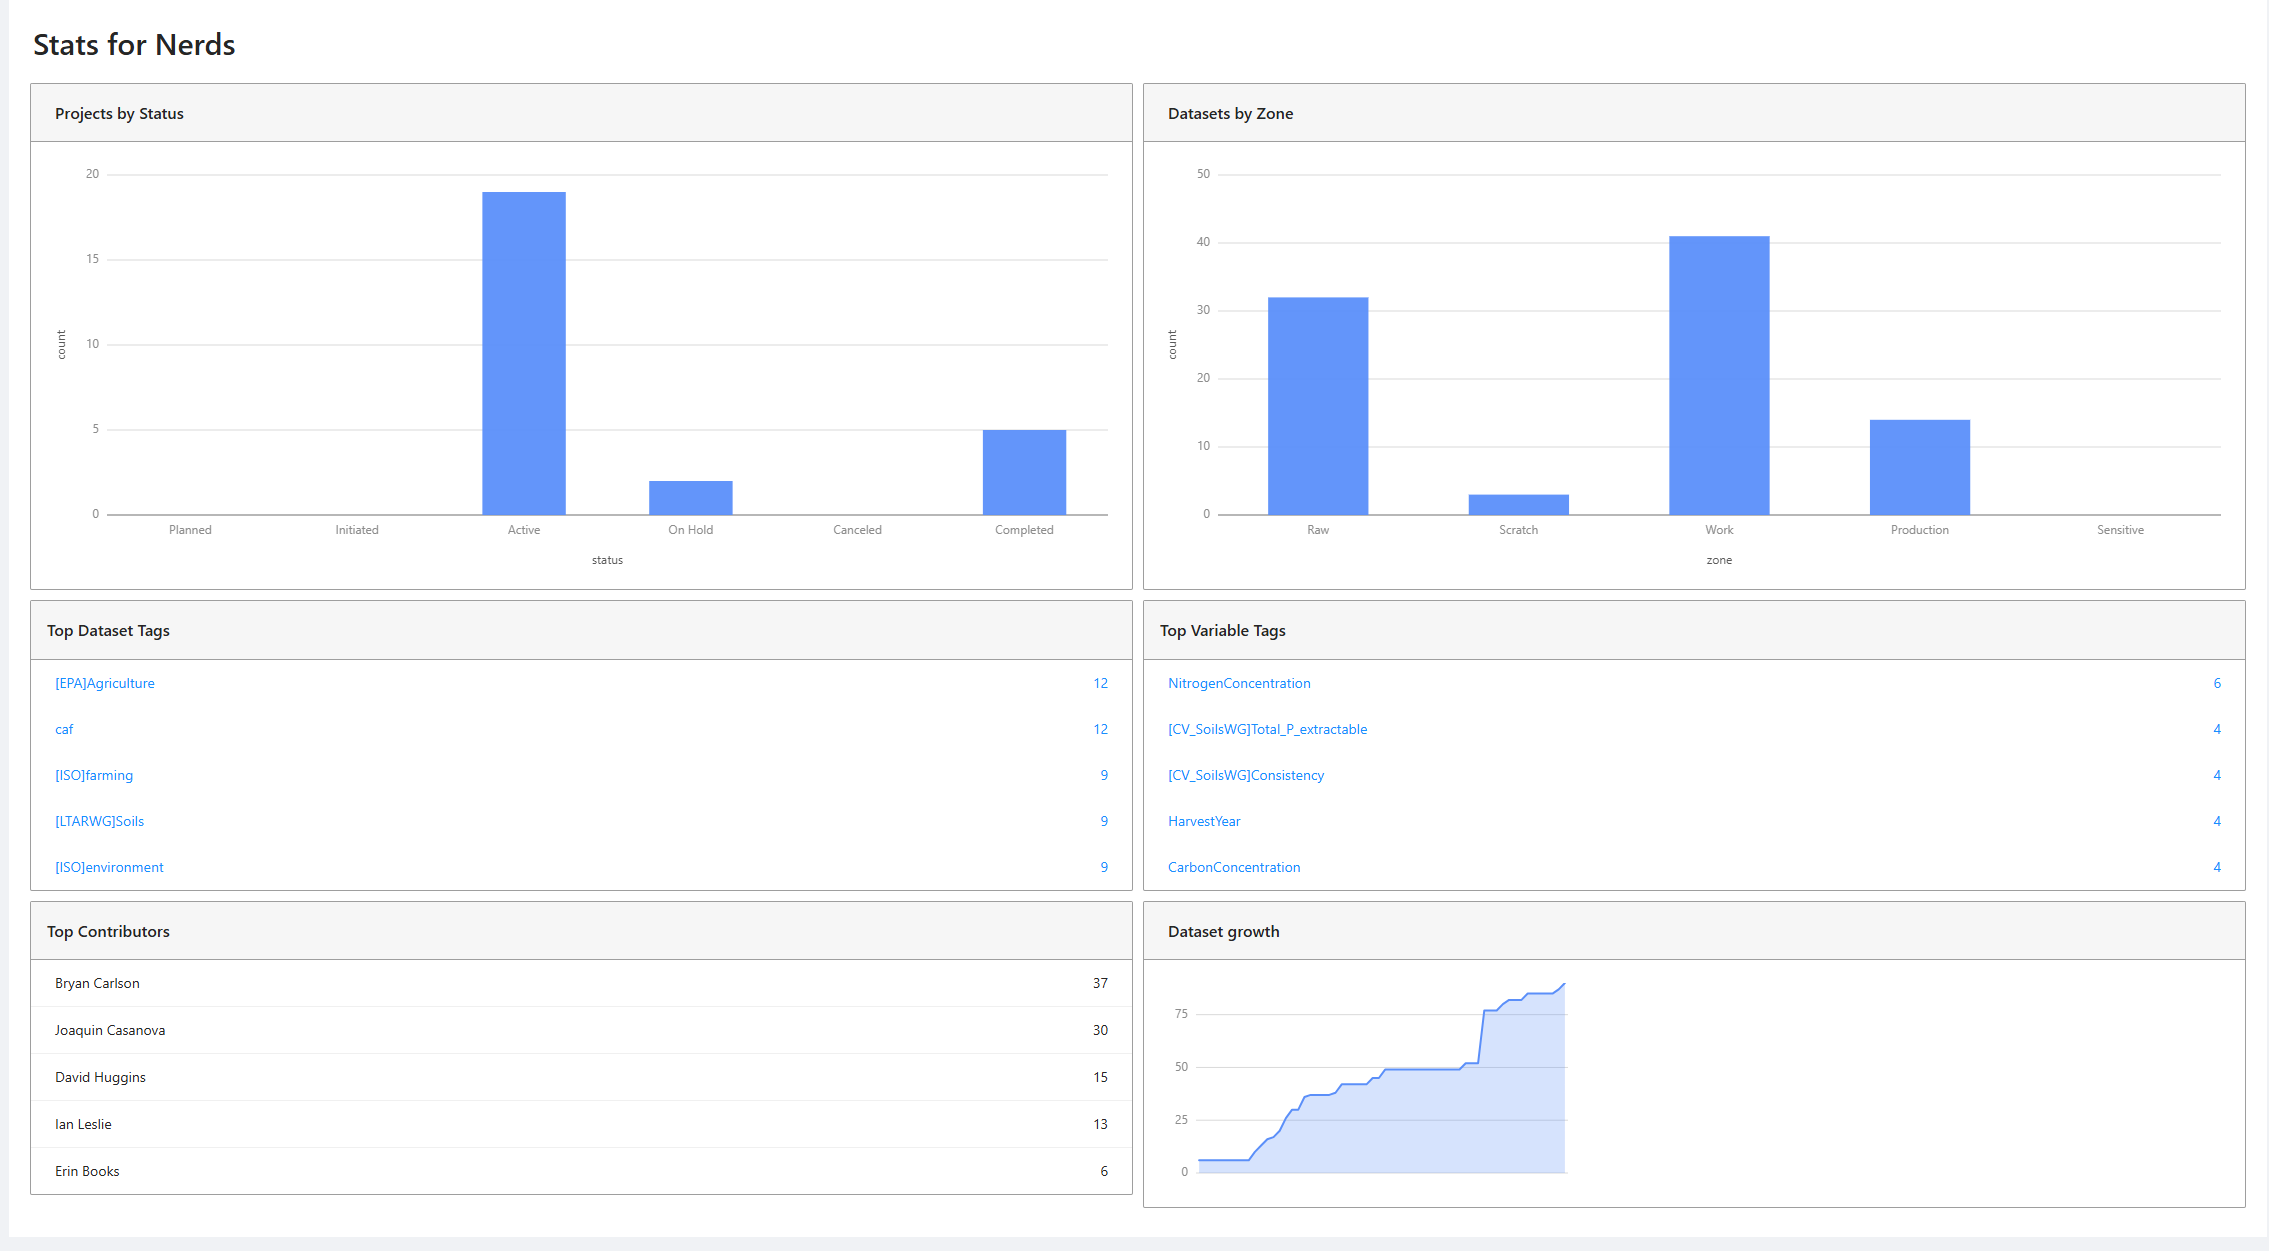 Stats for Nerds
Projects by Status
20
15
10
5
0
count
Planned Initiated Active On Hold Canceled Completed
status
Datasets by Zone
50
40
30
20
10
0
count
Raw Scratch Work Production Sensitive
zone
Top Dataset Tags
[EPA]Agriculture 12
caf 12
[ISO]farming 9
[LTARWG]Soils 9
[ISO]environment 9
Top Variable Tags
NitrogenConcentration 6
[CV_SoilsWG]Total_P_extractable 4
[CV_SoilsWG]Consistency 4
HarvestYear 4
CarbonConcentration 4
Top Contributors
Bryan Carlson 37
Joaquin Casanova 30
David Huggins 15
Ian Leslie 13
Erin Books 6
Dataset growth
75
50
25
0